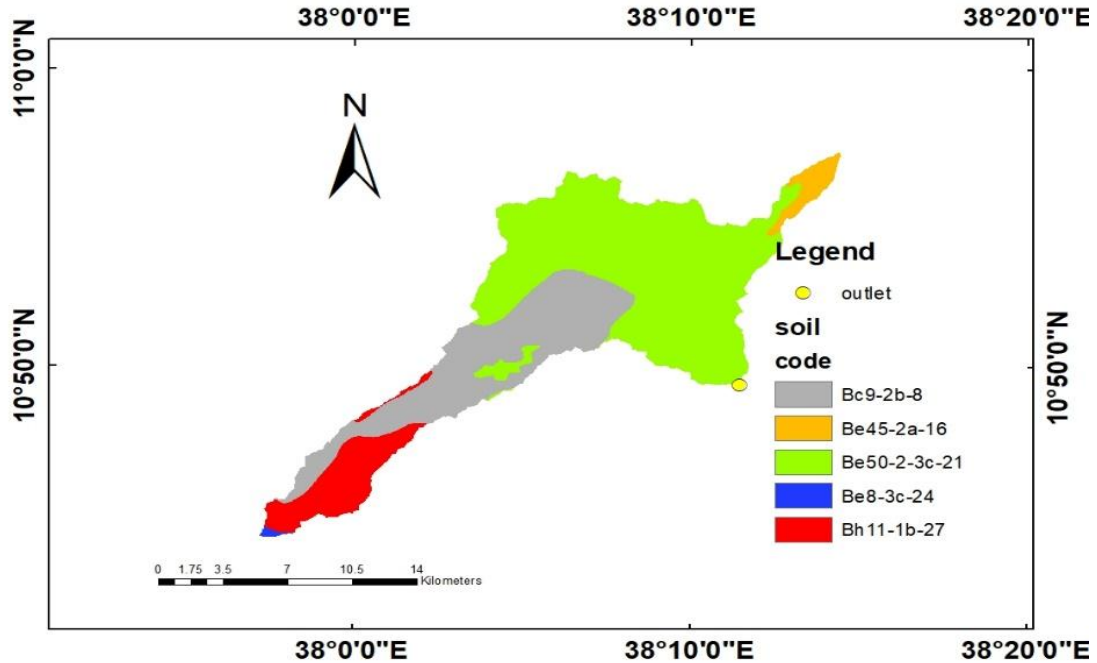 38°0'0"E 38°10'0"E 38°20'0"E
11°0'0"N
N
Legend
outlet
soil
code
10°50'0"N 10°50'0"N
Bc9-2b-8
Be45-2a-16
Be50-2-3c-21
Be8-3c-24
Bh11-1b-27
0 1.75 3.5 7 10.5 14
Kilometers
38°0'0"E 38°10'0"E 38°20'0"E